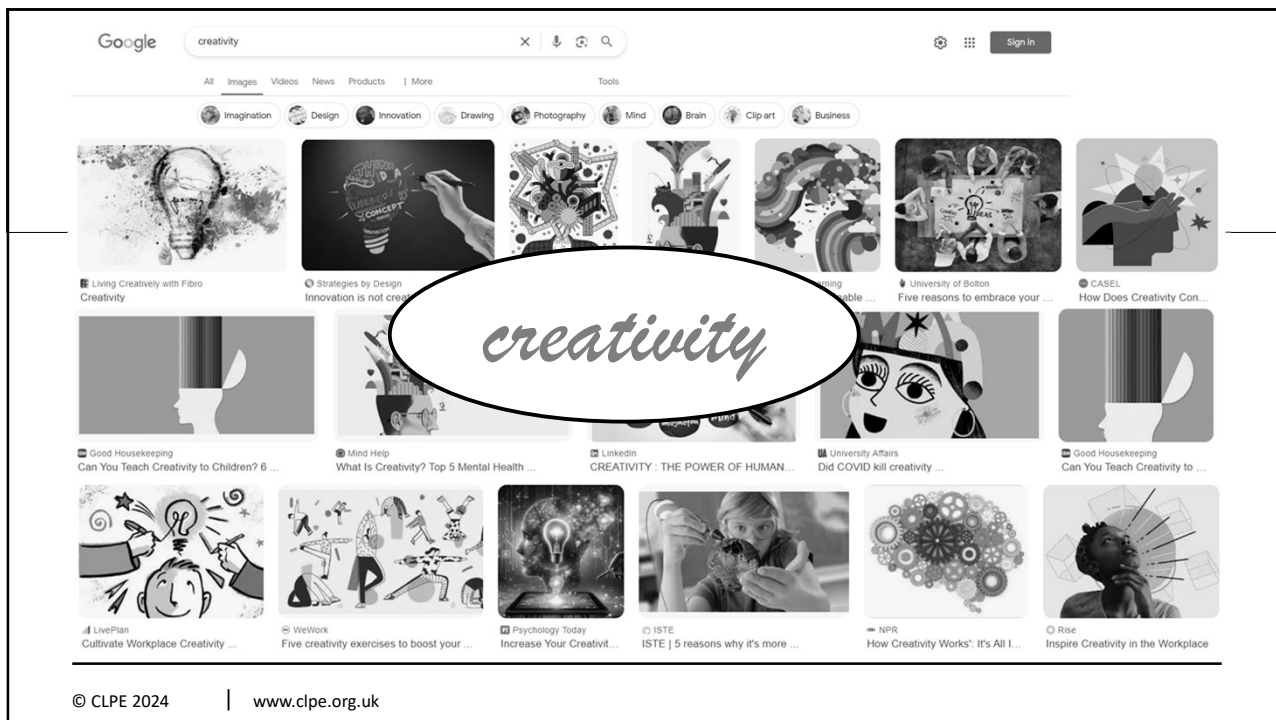 Google
creativity
Sign in
All Images Videos News Products More Tools
Imagination Design Innovation Drawing Photography Mind Brain Clip art Business
IDEA
CONCEPT
IDEAS
Living Creatively with Fibro
Creativity
Strategies by Design
Innovation is not
University of Bolton
Five reasons to embrace your ...
CASEL
How Does Creativity Con...
creativity
Good Housekeeping
Can You Teach Creativity to Children? 6 ...
Mind Help
What Is Creativity? Top 5 Mental Health ...
LinkedIn
CREATIVITY : THE POWER OF HUMAN...
University Affairs
Did COVID kill creativity ...
Good Housekeeping
Can You Teach Creativity to ...
LivePlan
Cultivate Workplace Creativity ...
WeWork
Five creativity exercises to boost your ...
Psychology Today
Increase Your Creativit...
ISTE
ISTE | 5 reasons why it's more ...
NPR
How Creativity Works': It's All I...
Rise
Inspire Creativity in the Workplace
© CLPE 2024 | www.clpe.org.uk